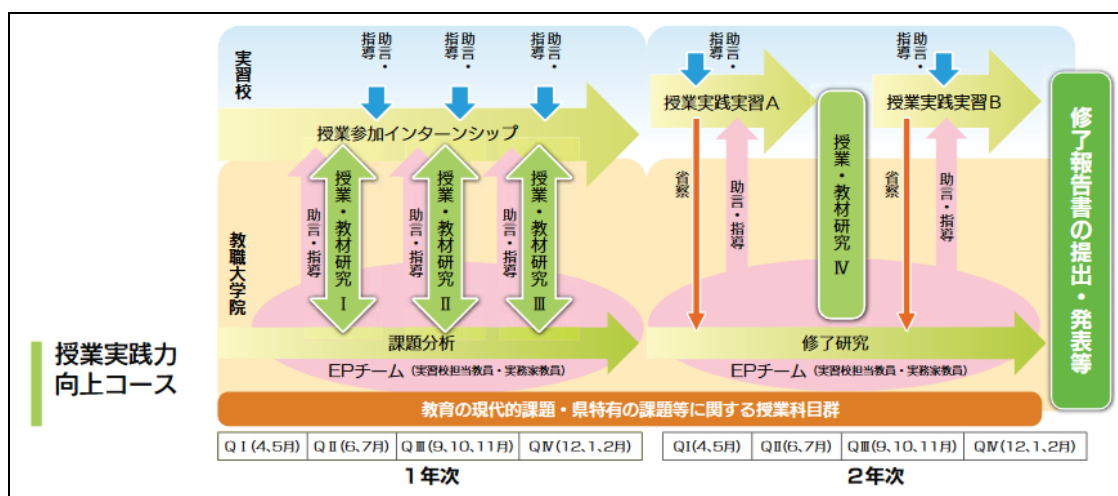 授業実践力
向上コース
実習校
教職大学院
助言・
指導
助言・
指導
助言・
指導
授業参加インターンシップ
助言・指導
授業・教材研究 Ⅰ
助言・指導
授業・教材研究 Ⅱ
助言・指導
授業・教材研究 Ⅲ
課題分析
EPチーム (実習校担当教員・実務家教員)
助言・
指導
授業実践実習A
省察
助言・指導
授業・教材研究 Ⅳ
助言・
指導
授業実践実習B
省察
助言・指導
修了研究
EPチーム (実習校担当教員・実務家教員)
修了報告書の提出・発表等
教育の現代的課題・県特有の課題等に関する授業科目群
QⅠ(4、5月) QⅡ(6、7月) QⅢ(9、10、11月) QⅣ(12、1、2月)
QⅠ(4、5月) QⅡ(6、7月) QⅢ(9、10、11月) QⅣ(12、1、2月)
1年次
2年次